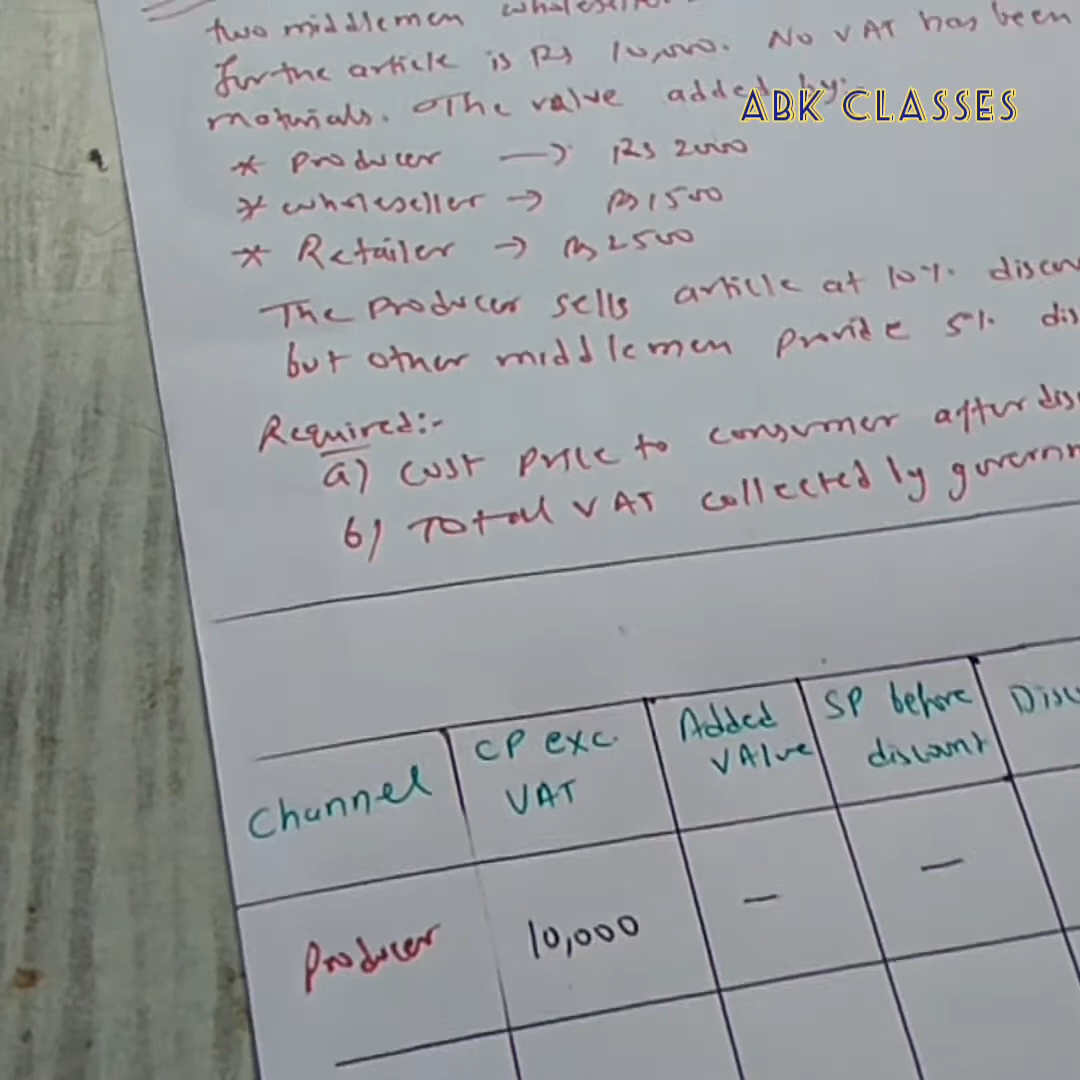 two middlemen wholeseller
for the article is Rs 10,000. No VAT has been
materials. The value added by:
ABK CLASSES
* producer → Rs 2000
* wholeseller → Rs 1500
* Retailer → Rs 2500
The producer sells article at 10% discou
but other middlemen provide 5% dis
Required:-
a) cost price to consumer after dis
b) Total VAT collected by governm
Channel
CP exc. VAT
Added VAlue
SP before discount
Disc
Producer
10,000
—
—